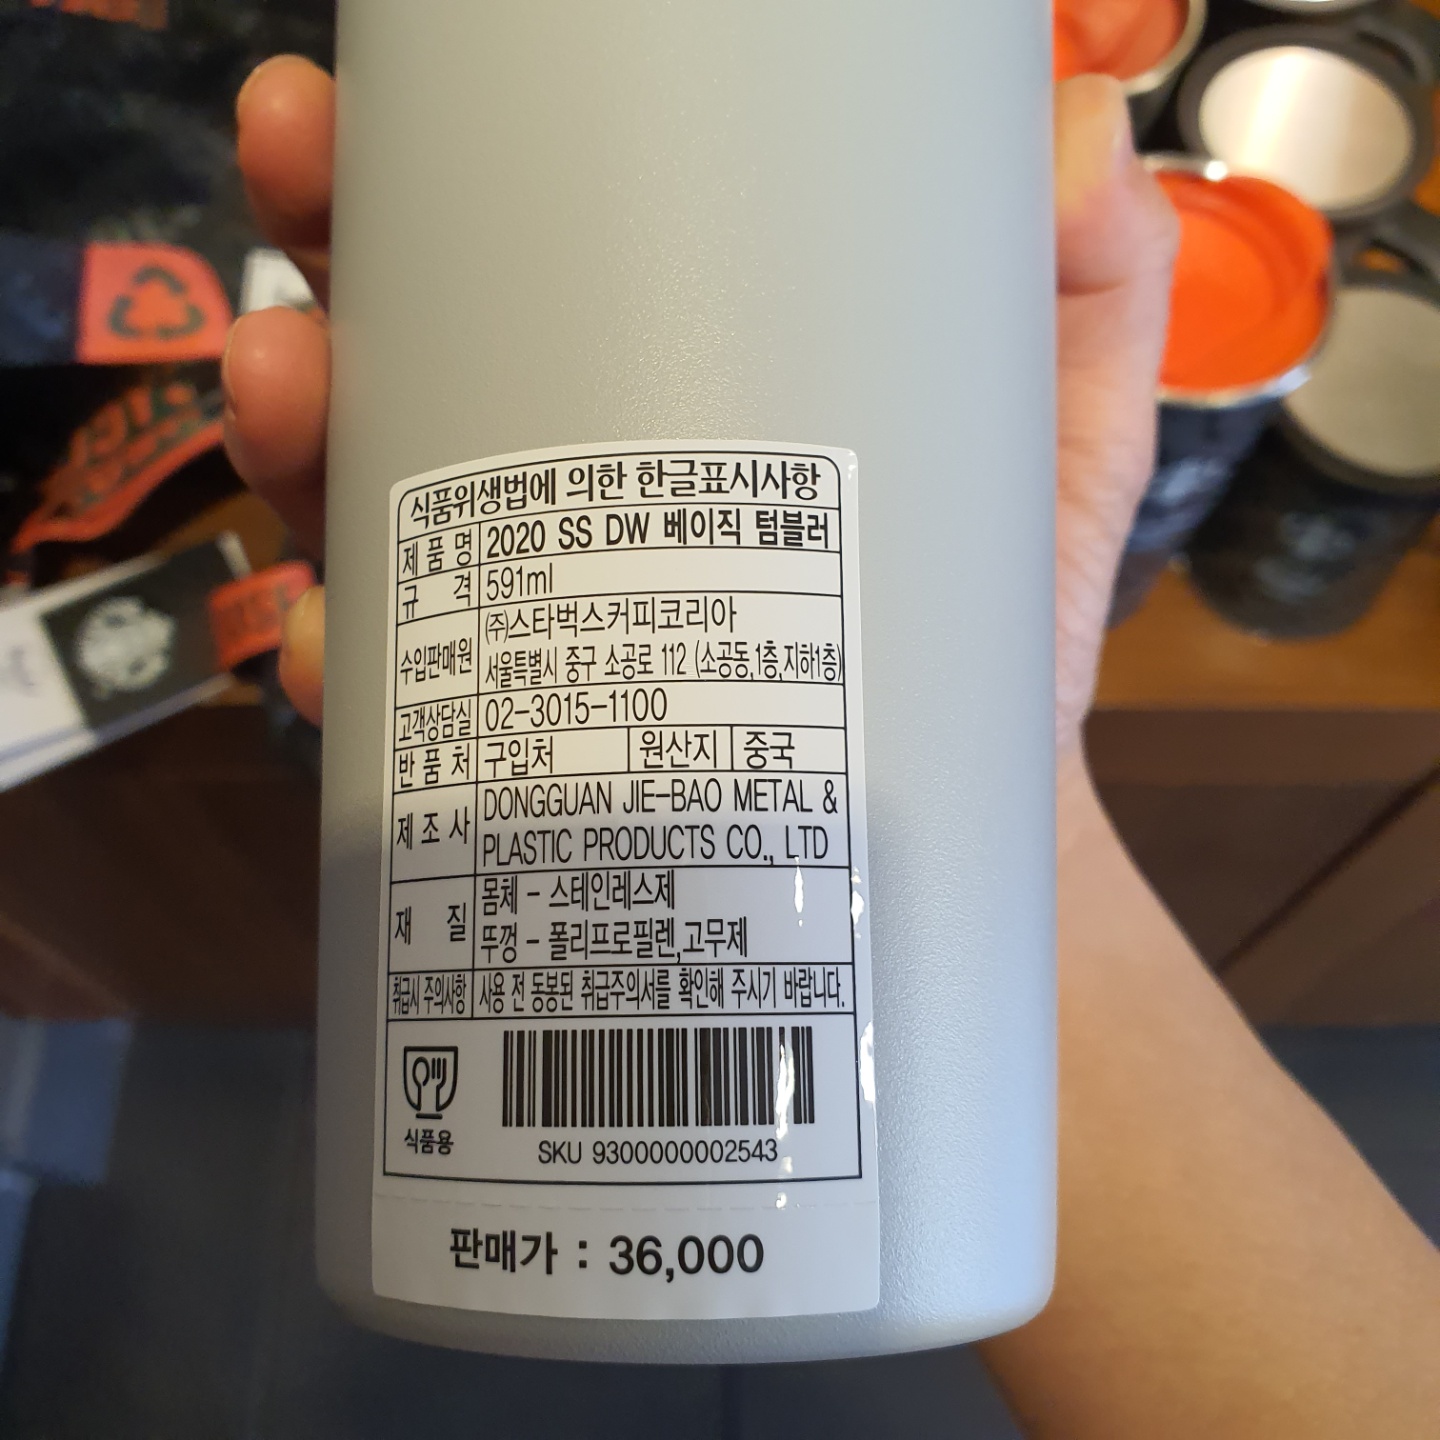 식품위생법에 의한 한글표시사항
제 품 명 2020 SS DW 베이직 텀블러
규 격 591ml
수입판매원 (주)스타벅스커피코리아
서울특별시 중구 소공로 112 (소공동,1층,지하1층)
고객상담실 02-3015-1100
반 품 처 구입처 원산지 중국
제 조 사 DONGGUAN JIE-BAO METAL &
PLASTIC PRODUCTS CO., LTD
재 질 몸체 - 스테인레스제
뚜껑 - 폴리프로필렌,고무제
취급시 주의사항 사용 전 동봉된 취급주의서를 확인해 주시기 바랍니다.
식품용
SKU 9300000002543
판매가 : 36,000